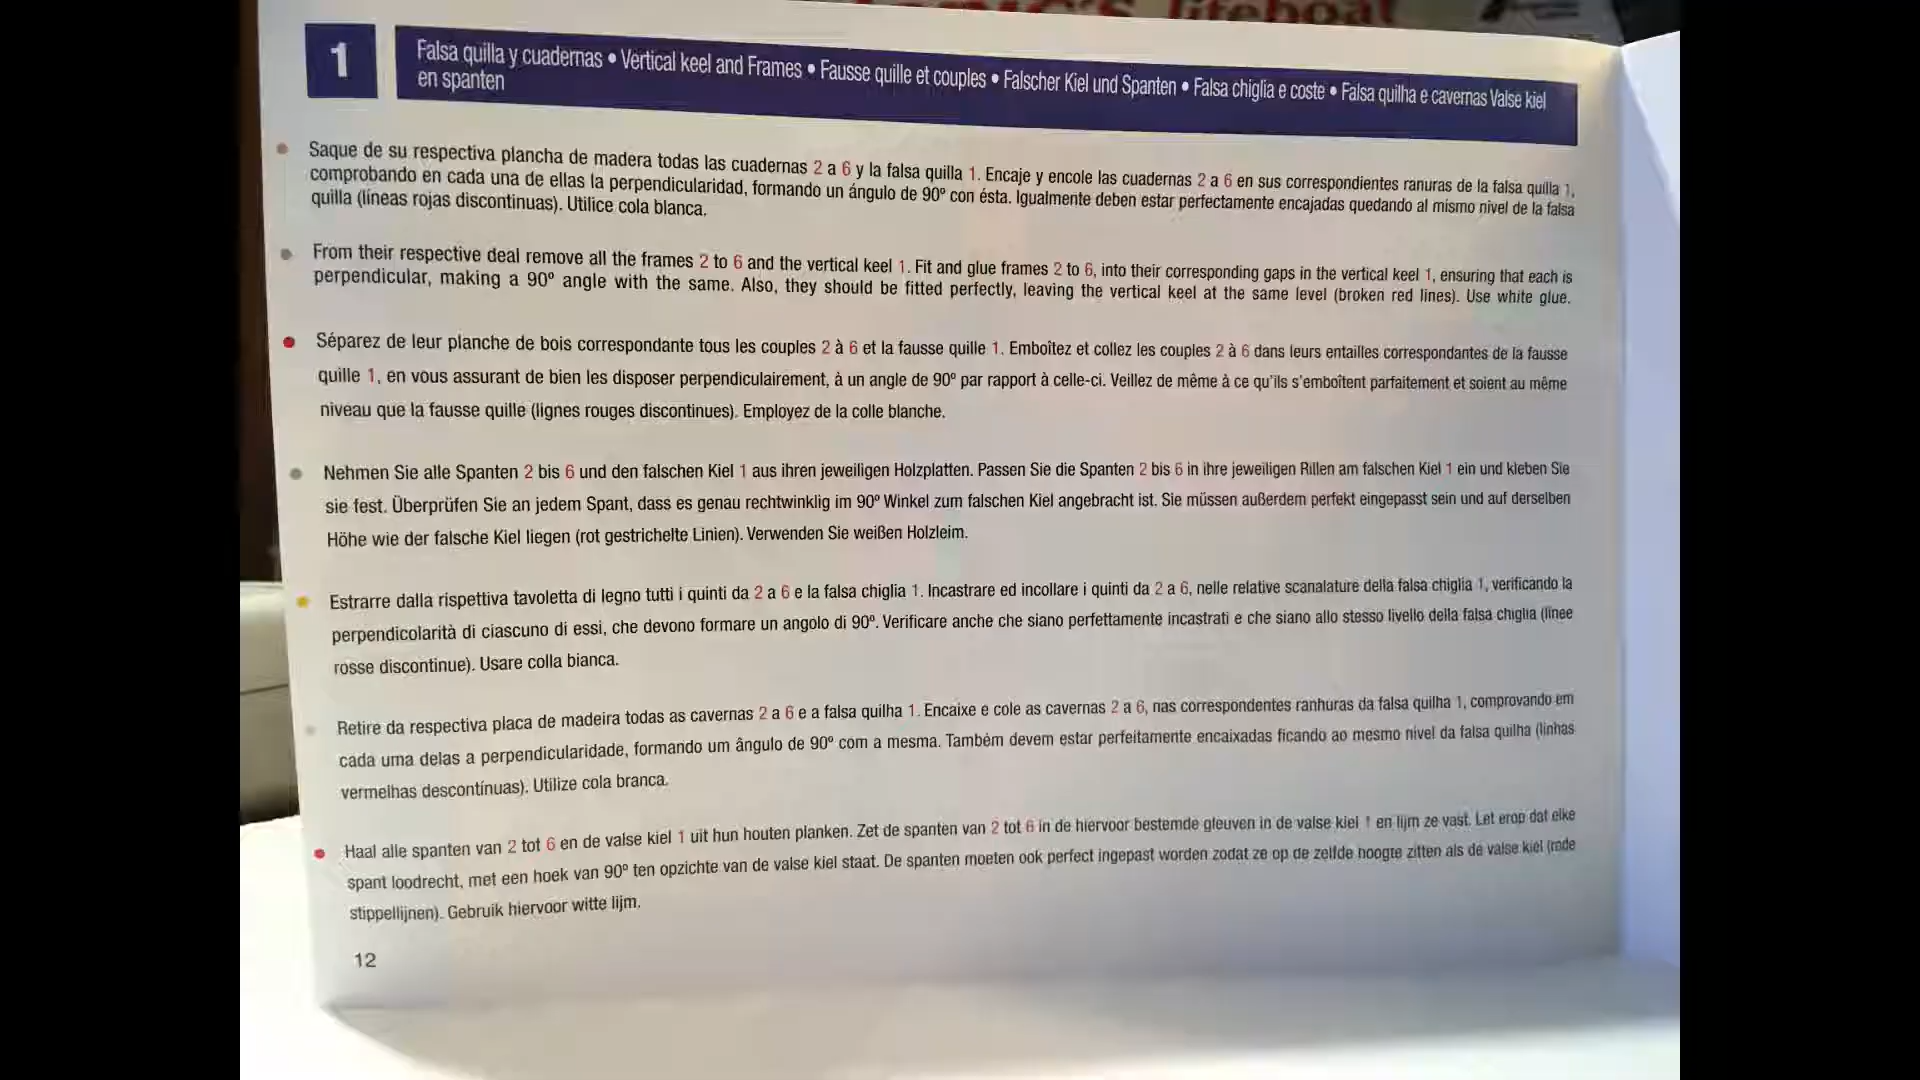 lifeboat
1
Falsa quilla y cuadernas • Vertical keel and Frames • Fausse quille et couples • Falscher Kiel und Spanten • Falsa chiglia e coste • Falsa quilha e cavernas Valse kiel
en spanten
Saque de su respectiva plancha de madera todas las cuadernas 2 a 6 y la falsa quilla 1. Encaje y encole las cuadernas 2 a 6 en sus correspondientes ranuras de la falsa quilla 1,
comprobando en cada una de ellas la perpendicularidad, formando un ángulo de 90º con ésta. Igualmente deben estar perfectamente encajadas quedando al mismo nivel de la falsa
quilla (líneas rojas discontinuas). Utilice cola blanca.
From their respective deal remove all the frames 2 to 6 and the vertical keel 1. Fit and glue frames 2 to 6, into their corresponding gaps in the vertical keel 1, ensuring that each is
perpendicular, making a 90º angle with the same. Also, they should be fitted perfectly, leaving the vertical keel at the same level (broken red lines). Use white glue.
Séparez de leur planche de bois correspondante tous les couples 2 à 6 et la fausse quille 1. Emboîtez et collez les couples 2 à 6 dans leurs entailles correspondantes de la fausse
quille 1, en vous assurant de bien les disposer perpendiculairement, à un angle de 90º par rapport à celle-ci. Veillez de même à ce qu'ils s'emboîtent parfaitement et soient au même
niveau que la fausse quille (lignes rouges discontinues). Employez de la colle blanche.
Nehmen Sie alle Spanten 2 bis 6 und den falschen Kiel 1 aus ihren jeweiligen Holzplatten. Passen Sie die Spanten 2 bis 6 in ihre jeweiligen Rillen am falschen Kiel 1 ein und kleben Sie
sie fest. Überprüfen Sie an jedem Spant, dass es genau rechtwinklig im 90º Winkel zum falschen Kiel angebracht ist. Sie müssen außerdem perfekt eingepasst sein und auf derselben
Höhe wie der falsche Kiel liegen (rot gestrichelte Linien). Verwenden Sie weißen Holzleim.
Estrarre dalla rispettiva tavoletta di legno tutti i quinti da 2 a 6 e la falsa chiglia 1. Incastrare ed incollare i quinti da 2 a 6, nelle relative scanalature della falsa chiglia 1, verificando la
perpendicolarità di ciascuno di essi, che devono formare un angolo di 90º. Verificare anche che siano perfettamente incastrati e che siano allo stesso livello della falsa chiglia (linee
rosse discontinue). Usare colla bianca.
Retire da respectiva placa de madeira todas as cavernas 2 a 6 e a falsa quilha 1. Encaixe e cole as cavernas 2 a 6, nas correspondentes ranhuras da falsa quilha 1, comprovando em
cada uma delas a perpendicularidade, formando um ângulo de 90º com a mesma. Também devem estar perfeitamente encaixadas ficando ao mesmo nivel da falsa quilha (linhas
vermelhas descontínuas). Utilize cola branca.
Haal alle spanten van 2 tot 6 en de valse kiel 1 uit hun houten planken. Zet de spanten van 2 tot 6 in de hiervoor bestemde gleuven in de valse kiel 1 en lijm ze vast. Let erop dat elke
spant loodrecht, met een hoek van 90º ten opzichte van de valse kiel staat. De spanten moeten ook perfect ingepast worden zodat ze op de zelfde hoogte zitten als de valse kiel (rode
stippellijnen). Gebruik hiervoor witte lijm.
12